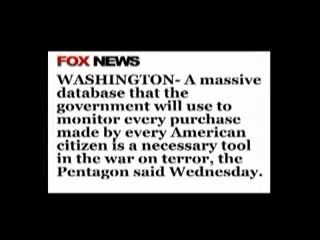 FOX NEWS
WASHINGTON- A massive
database that the
government will use to
monitor every purchase
made by every American
citizen is a necessary tool
in the war on terror, the
Pentagon said Wednesday.